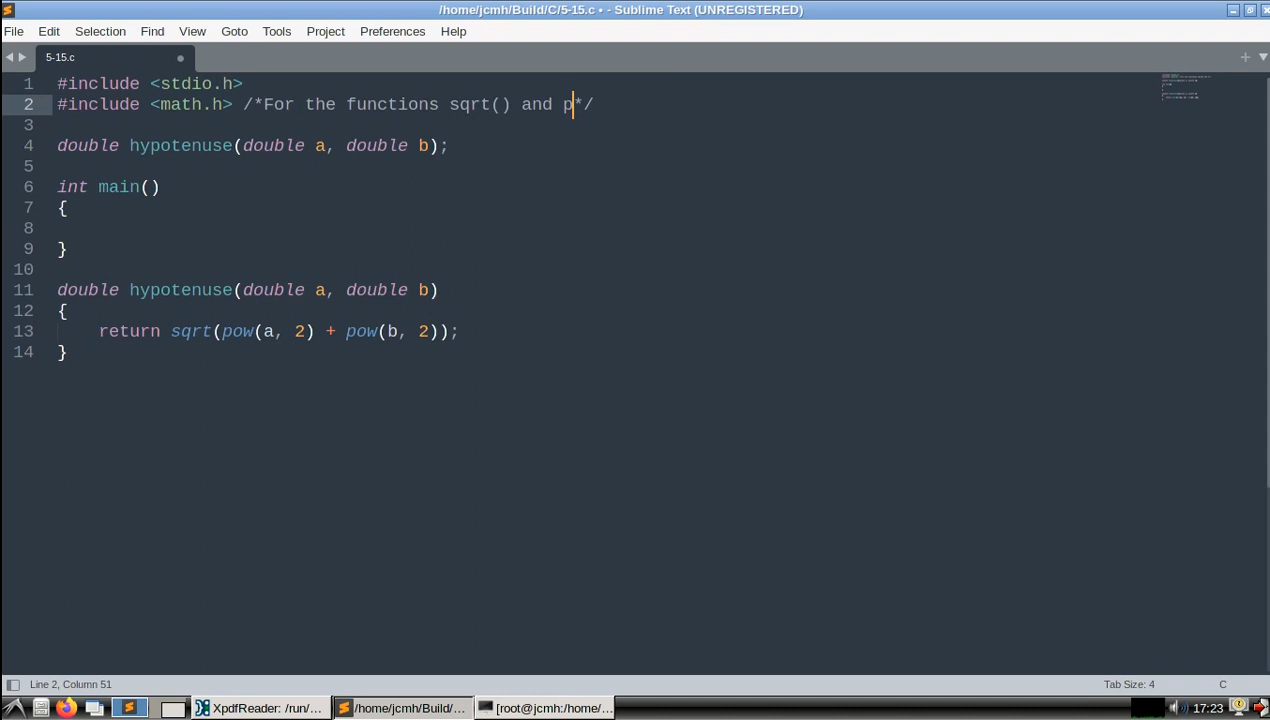 /home/jcmh/Build/C/5-15.c • - Sublime Text (UNREGISTERED)
File Edit Selection Find View Goto Tools Project Preferences Help
5-15.c
1 #include <stdio.h>
2 #include <math.h> /*For the functions sqrt() and p*/
3
4 double hypotenuse(double a, double b);
5
6 int main()
7 {
8
9 }
10
11 double hypotenuse(double a, double b)
12 {
13     return sqrt(pow(a, 2) + pow(b, 2));
14 }
Line 2, Column 51 Tab Size: 4 C
XpdfReader: /run/... /home/jcmh/Build/... [root@jcmh:/home/... 17:23